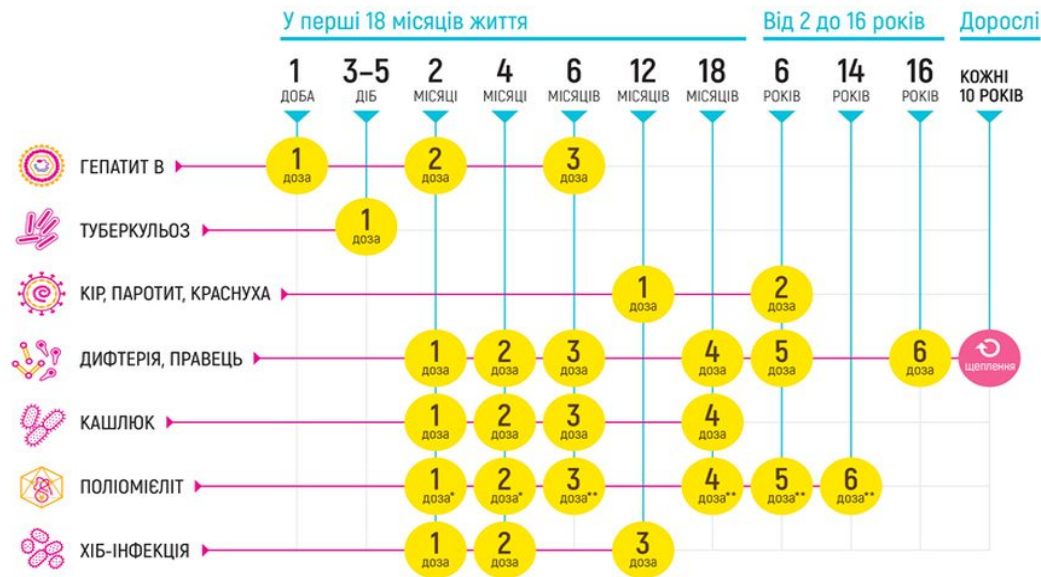 У перші 18 місяців життя
Від 2 до 16 років
Дорослі
1 ДОБА
3–5 ДІБ
2 МІСЯЦІ
4 МІСЯЦІ
6 МІСЯЦІВ
12 МІСЯЦІВ
18 МІСЯЦІВ
6 РОКІВ
14 РОКІВ
16 РОКІВ
КОЖНІ
10 РОКІВ
ГЕПАТИТ В
1 доза
2 доза
3 доза
ТУБЕРКУЛЬОЗ
1 доза
КІР, ПАРОТИТ, КРАСНУХА
1 доза
2 доза
ДИФТЕРІЯ, ПРАВЕЦЬ
1 доза
2 доза
3 доза
4 доза
5 доза
6 доза
щеплення
КАШЛЮК
1 доза
2 доза
3 доза
4 доза
ПОЛІОМІЄЛІТ
1 доза*
2 доза*
3 доза**
4 доза**
5 доза**
6 доза**
ХІБ-ІНФЕКЦІЯ
1 доза
2 доза
3 доза